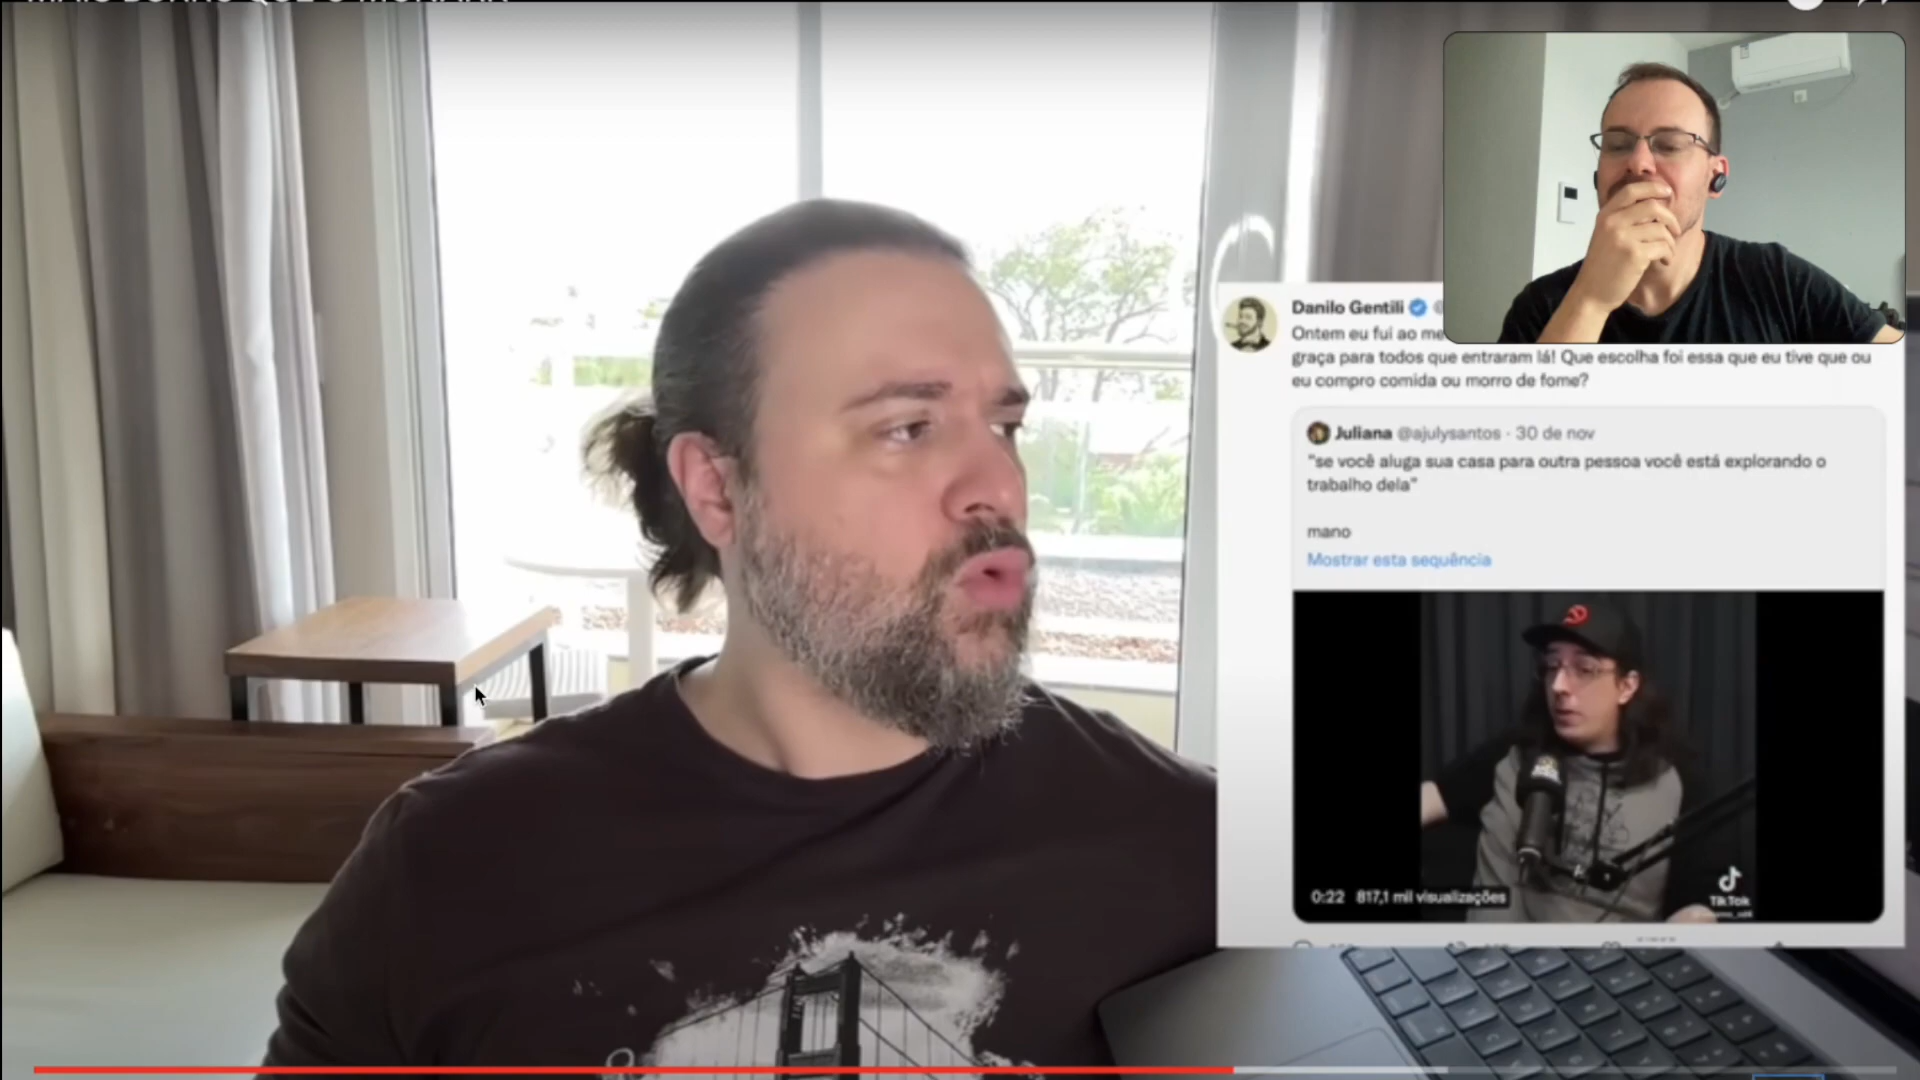 Danilo Gentili
Ontem eu fui ao me
graça para todos que entraram lá! Que escolha foi essa que eu tive que ou
eu compro comida ou morro de fome?
Juliana @ajulysantos · 30 de nov
"se você aluga sua casa para outra pessoa você está explorando o
trabalho dela"
mano
Mostrar esta sequência
0:22 817,1 mil visualizações
TikTok